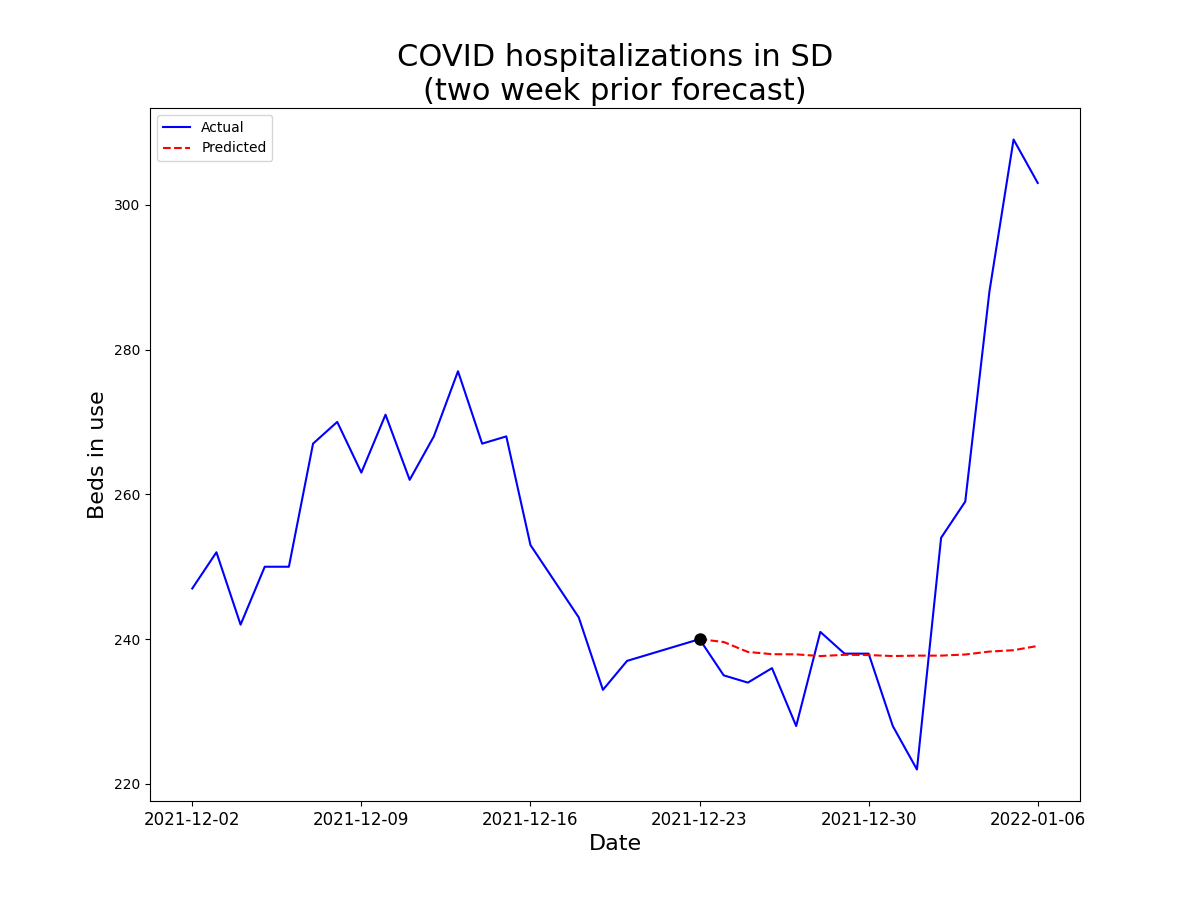 COVID hospitalizations in SD
(two week prior forecast)
Actual
Predicted
300
280
260
240
220
Beds in use
2021-12-02 2021-12-09 2021-12-16 2021-12-23 2021-12-30 2022-01-06
Date